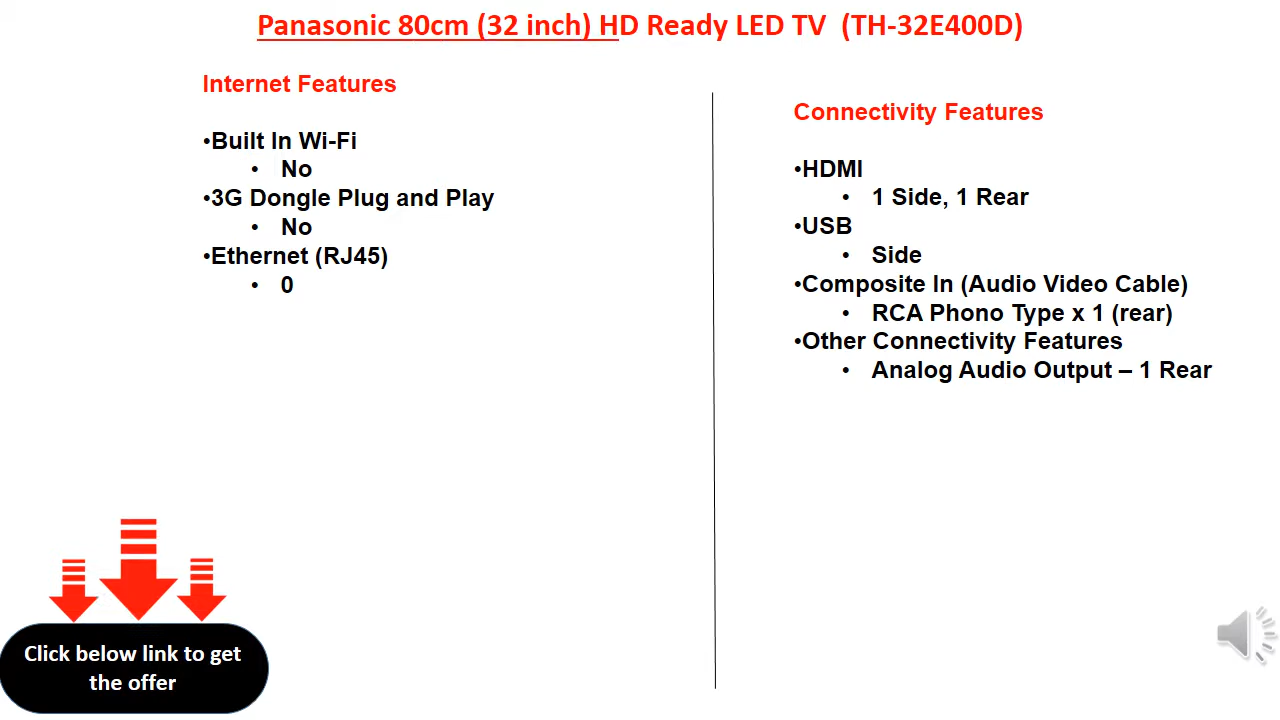 Panasonic 80cm (32 inch) HD Ready LED TV (TH-32E400D)
Internet Features
•Built In Wi-Fi
• No
•3G Dongle Plug and Play
• No
•Ethernet (RJ45)
• 0
Connectivity Features
•HDMI
• 1 Side, 1 Rear
•USB
• Side
•Composite In (Audio Video Cable)
• RCA Phono Type x 1 (rear)
•Other Connectivity Features
• Analog Audio Output – 1 Rear
Click below link to get
the offer